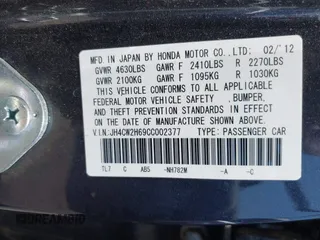 MFD. IN JAPAN BY HONDA MOTOR CO.,LTD. 02/'12
GVWR 4630LBS GAWR F 2410LBS R 2270LBS
GVWR 2100KG GAWR F 1095KG R 1030KG
THIS VEHICLE CONFORMS TO ALL APPLICABLE
FEDERAL MOTOR VEHICLE SAFETY ,BUMPER,
AND THEFT PREVENTION STANDARDS IN EFFECT ON
THE DATE OF MANUFACTURE SHOWN ABOVE.
V.I.N.:JH4CW2H69CC002377 TYPE: PASSENGER CAR
TL7 C AB5 -NH782M -A -C